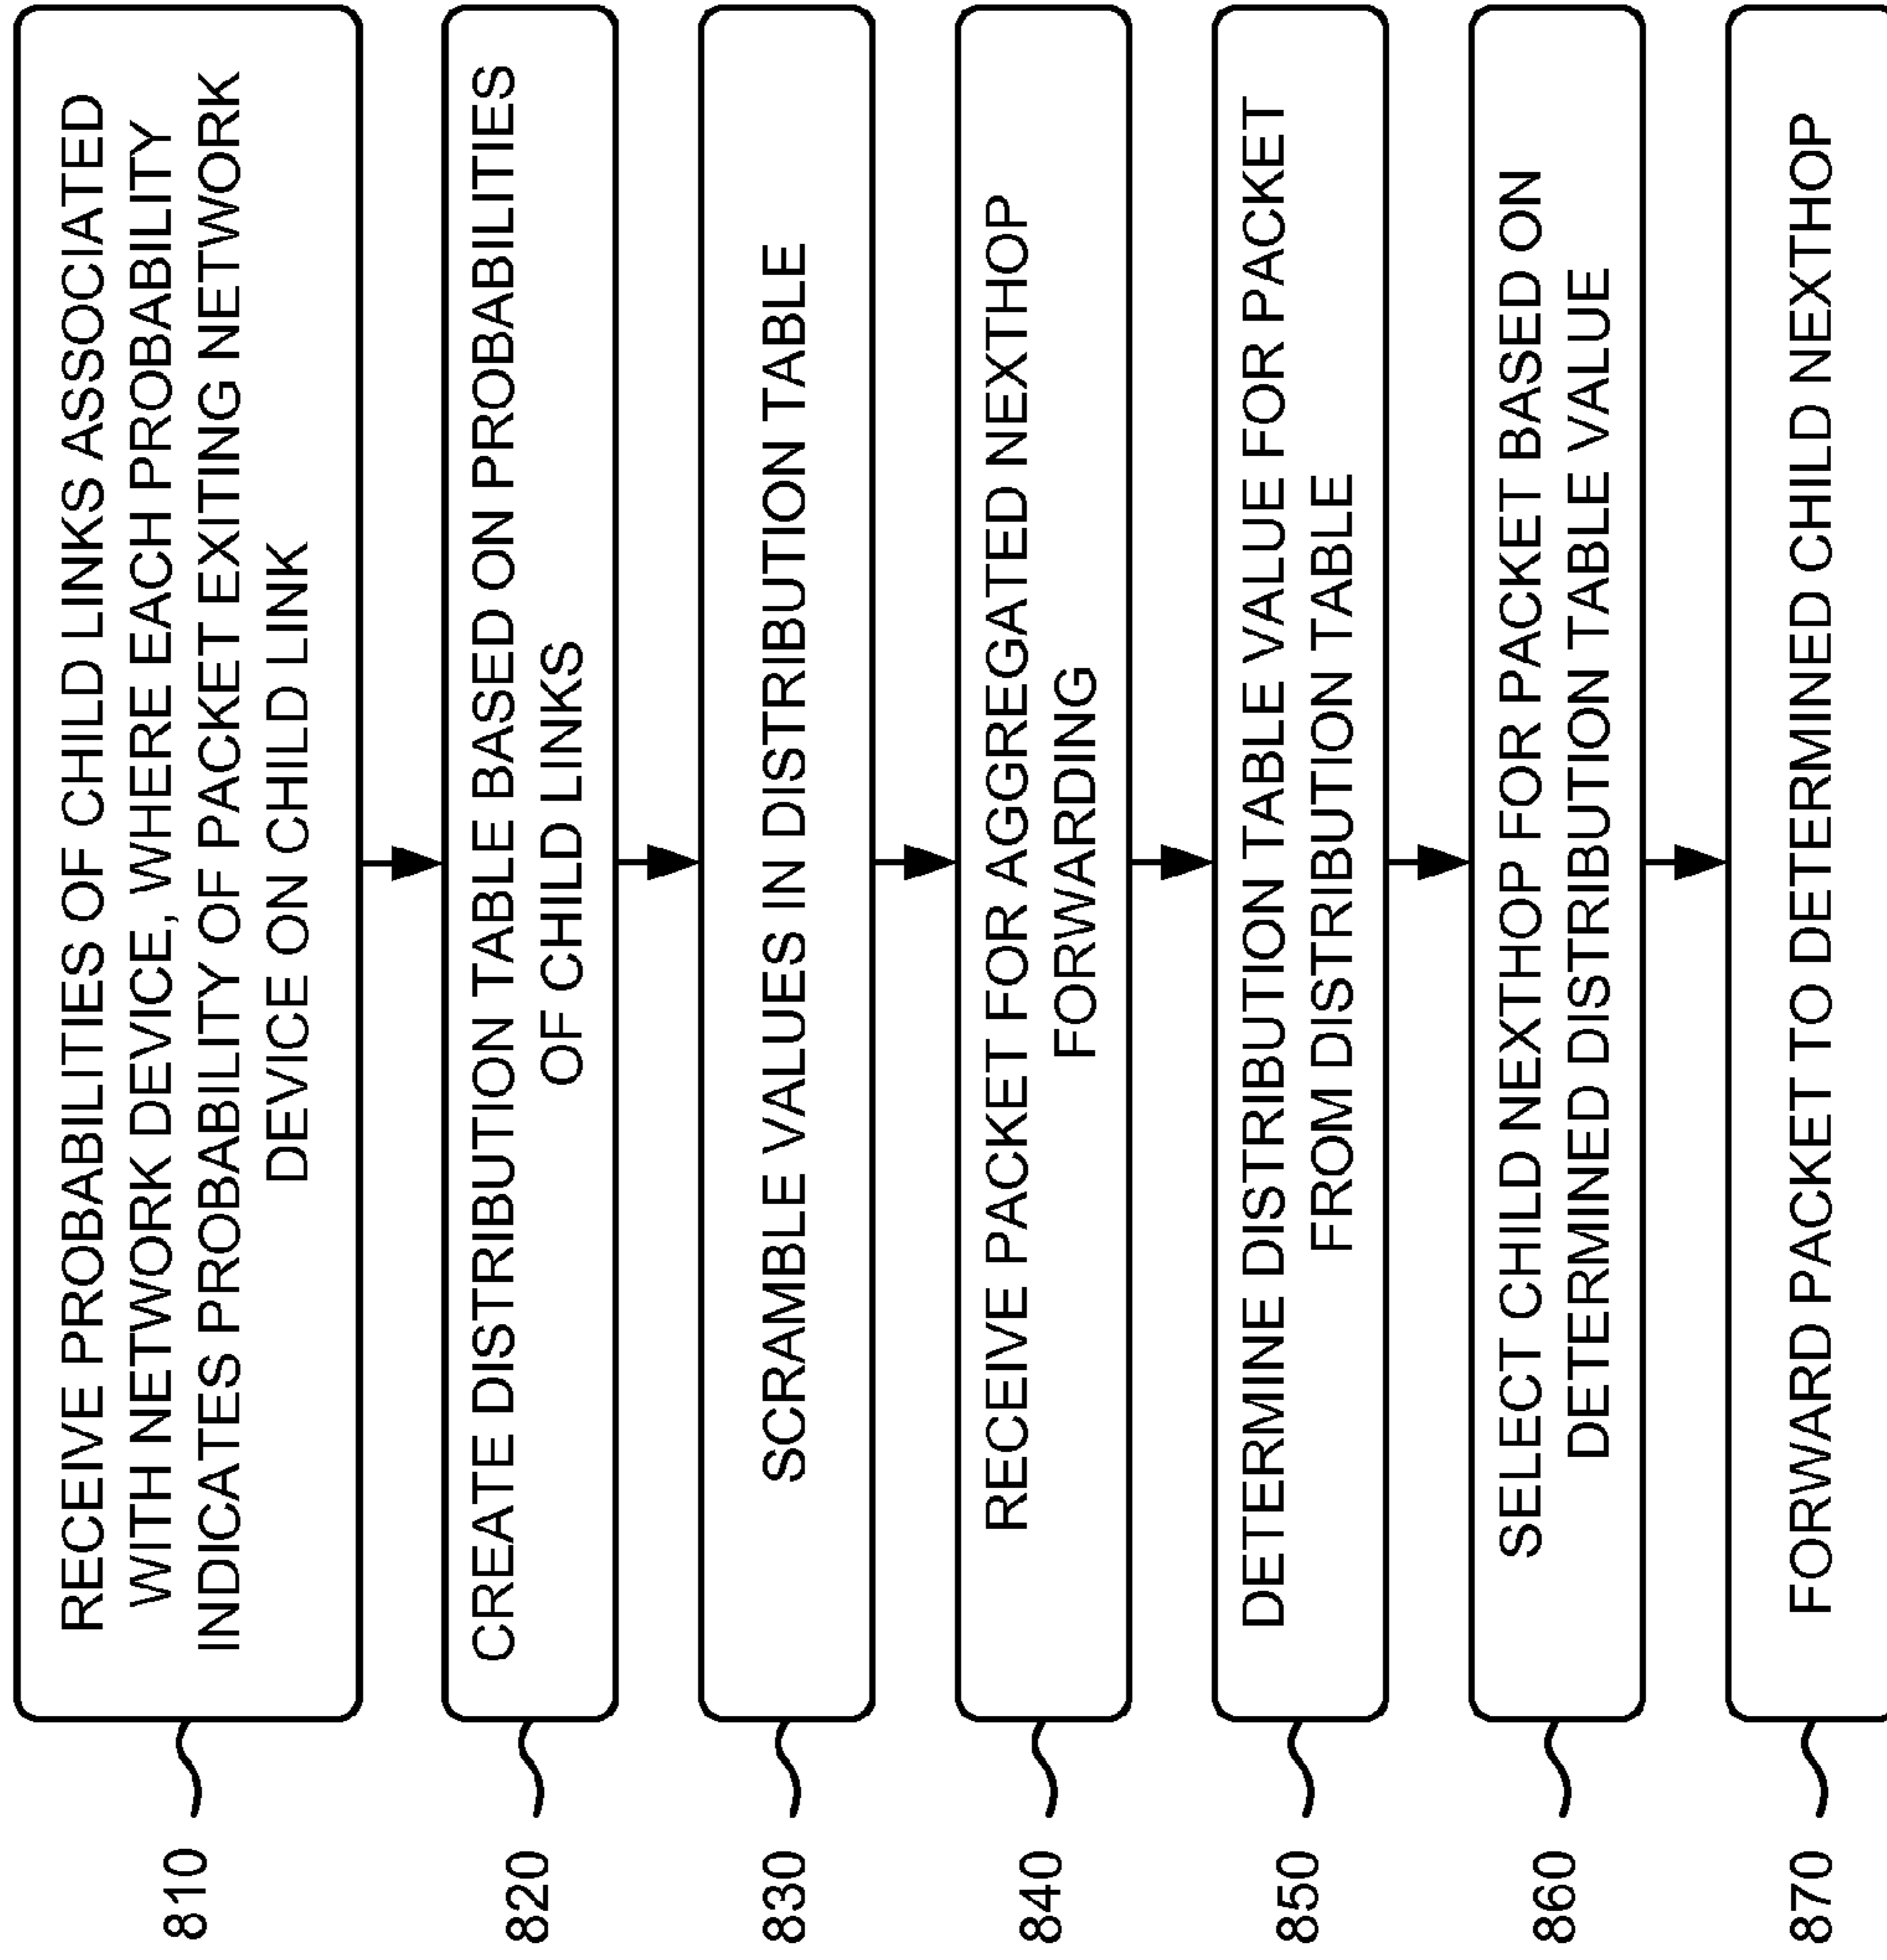 810
RECEIVE PROBABILITIES OF CHILD LINKS ASSOCIATED
WITH NETWORK DEVICE, WHERE EACH PROBABILITY
INDICATES PROBABILITY OF PACKET EXITING NETWORK
DEVICE ON CHILD LINK
820
CREATE DISTRIBUTION TABLE BASED ON PROBABILITIES
OF CHILD LINKS
830
SCRAMBLE VALUES IN DISTRIBUTION TABLE
840
RECEIVE PACKET FOR AGGREGATED NEXTHOP
FORWARDING
850
DETERMINE DISTRIBUTION TABLE VALUE FOR PACKET
FROM DISTRIBUTION TABLE
860
SELECT CHILD NEXTHOP FOR PACKET BASED ON
DETERMINED DISTRIBUTION TABLE VALUE
870
FORWARD PACKET TO DETERMINED CHILD NEXTHOP